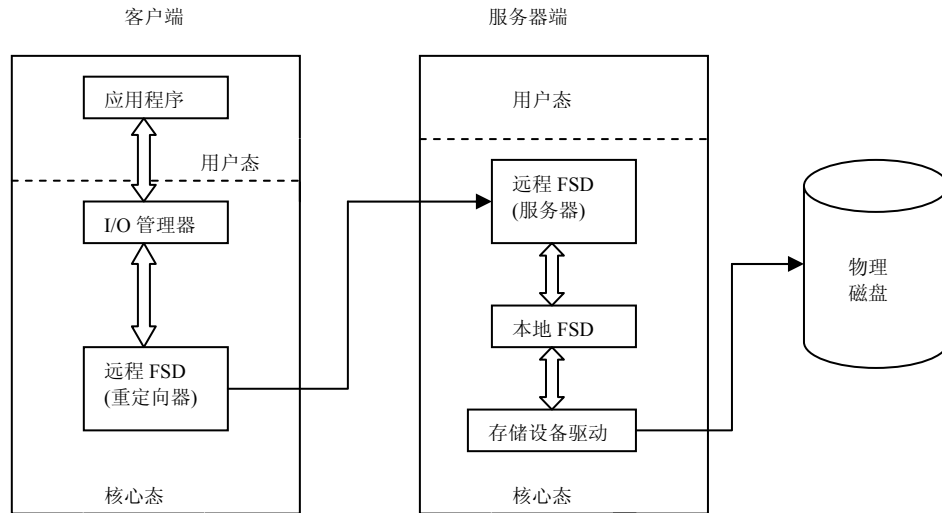 客户端
应用程序
用户态
I/O 管理器
远程 FSD
(重定向器)
核心态
服务器端
用户态
远程 FSD
(服务器)
本地 FSD
存储设备驱动
核心态
物理
磁盘